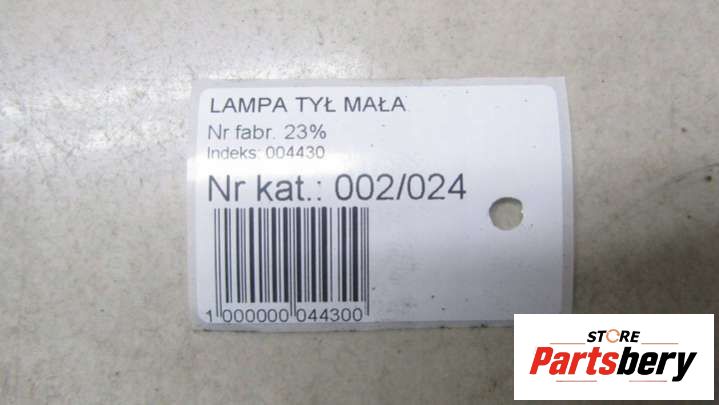 LAMPA TYŁ MAŁA
Nr fabr. 23%
Indeks: 004430
Nr kat.: 002/024
1 000000 044300
STORE
Partsbery